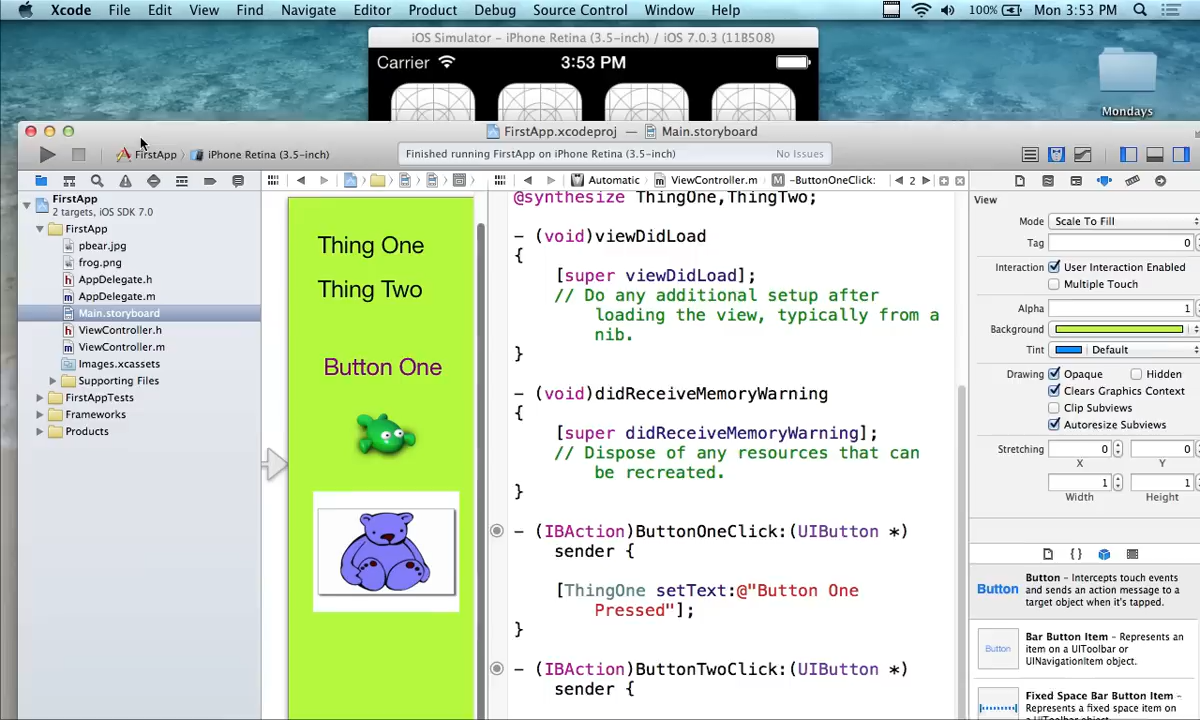 Xcode File Edit View Find Navigate Editor Product Debug Source Control Window Help 100% Mon 3:53 PM
iOS Simulator - iPhone Retina (3.5-inch) / iOS 7.0.3 (11B508)
Carrier 3:53 PM
Mondays
FirstApp.xcodeproj — Main.storyboard
FirstApp 〉 iPhone Retina (3.5-inch)
Finished running FirstApp on iPhone Retina (3.5-inch) No Issues
Automatic 〉 ViewController.m 〉 M -ButtonOneClick: 2
FirstApp
2 targets, iOS SDK 7.0
FirstApp
pbear.jpg
frog.png
h AppDelegate.h
m AppDelegate.m
Main.storyboard
h ViewController.h
m ViewController.m
Images.xcassets
Supporting Files
FirstAppTests
Frameworks
Products
Thing One
Thing Two
Button One
@synthesize ThingOne,ThingTwo;
- (void)viewDidLoad
{
[super viewDidLoad];
// Do any additional setup after
loading the view, typically from a
nib.
}
- (void)didReceiveMemoryWarning
{
[super didReceiveMemoryWarning];
// Dispose of any resources that can
be recreated.
}
- (IBAction)ButtonOneClick:(UIButton *)
sender {
[ThingOne setText:@"Button One
Pressed"];
}
- (IBAction)ButtonTwoClick:(UIButton *)
sender {
View
Mode Scale To Fill
Tag 0
Interaction User Interaction Enabled
Multiple Touch
Alpha 1
Background
Tint Default
Drawing Opaque Hidden
Clears Graphics Context
Clip Subviews
Autoresize Subviews
Stretching 0 0
X Y
1 1
Width Height
{ }
Button
Button - Intercepts touch events
and sends an action message to a
target object when it's tapped.
Button
Bar Button Item - Represents an
item on a UIToolbar or
UINavigationItem object.
Fixed Space Bar Button Item -
Represents a fixed space item on